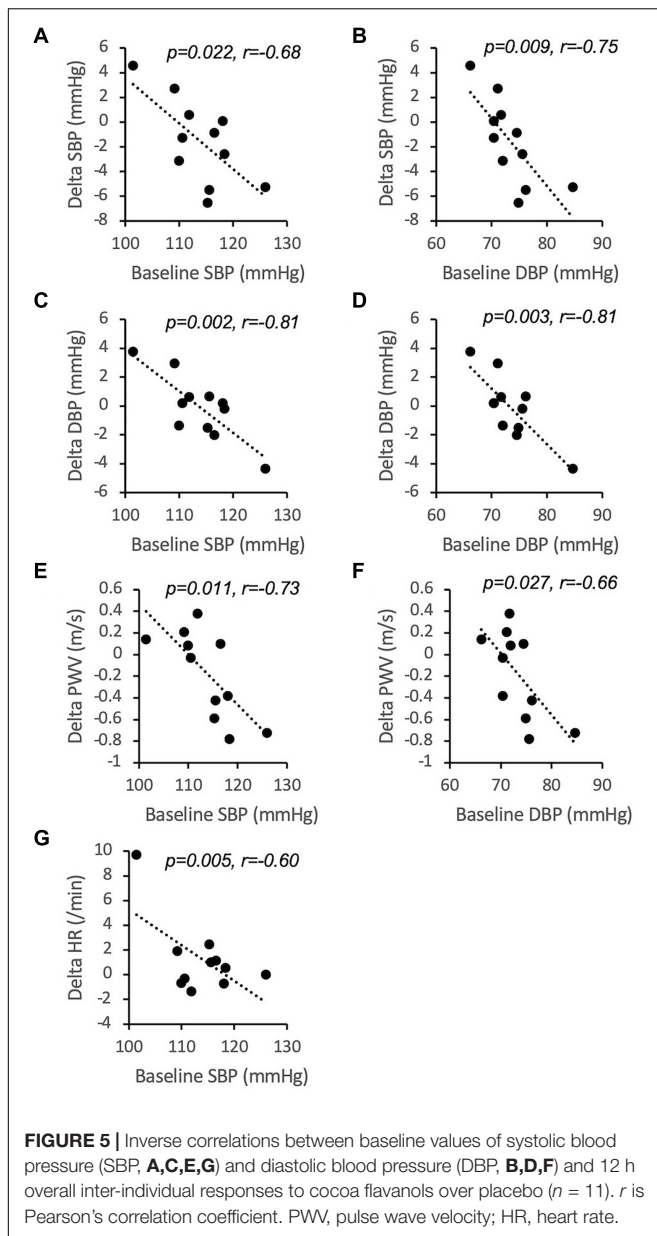 A
p=0.022, r=-0.68
Delta SBP (mmHg)
6
4
2
0
-2
-4
-6
-8
100 110 120 130
Baseline SBP (mmHg)
B
p=0.009, r=-0.75
Delta SBP (mmHg)
6
4
2
0
-2
-4
-6
-8
60 70 80 90
Baseline DBP (mmHg)
C
p=0.002, r=-0.81
Delta DBP (mmHg)
6
4
2
0
-2
-4
-6
100 110 120 130
Baseline SBP (mmHg)
D
p=0.003, r=-0.81
Delta DBP (mmHg)
6
4
2
0
-2
-4
-6
60 70 80 90
Baseline DBP (mmHg)
E
p=0.011, r=-0.73
Delta PWV (m/s)
0.6
0.4
0.2
0
-0.2
-0.4
-0.6
-0.8
-1
100 110 120 130
Baseline SBP (mmHg)
F
p=0.027, r=-0.66
Delta PWV (m/s)
0.6
0.4
0.2
0
-0.2
-0.4
-0.6
-0.8
-1
60 70 80 90
Baseline DBP (mmHg)
G
p=0.005, r=-0.60
Delta HR (/min)
10
8
6
4
2
0
-2
-4
100 110 120 130
Baseline SBP (mmHg)
FIGURE 5 | Inverse correlations between baseline values of systolic blood
pressure (SBP, A,C,E,G) and diastolic blood pressure (DBP, B,D,F) and 12 h
overall inter-individual responses to cocoa flavanols over placebo (n = 11). r is
Pearson's correlation coefficient. PWV, pulse wave velocity; HR, heart rate.